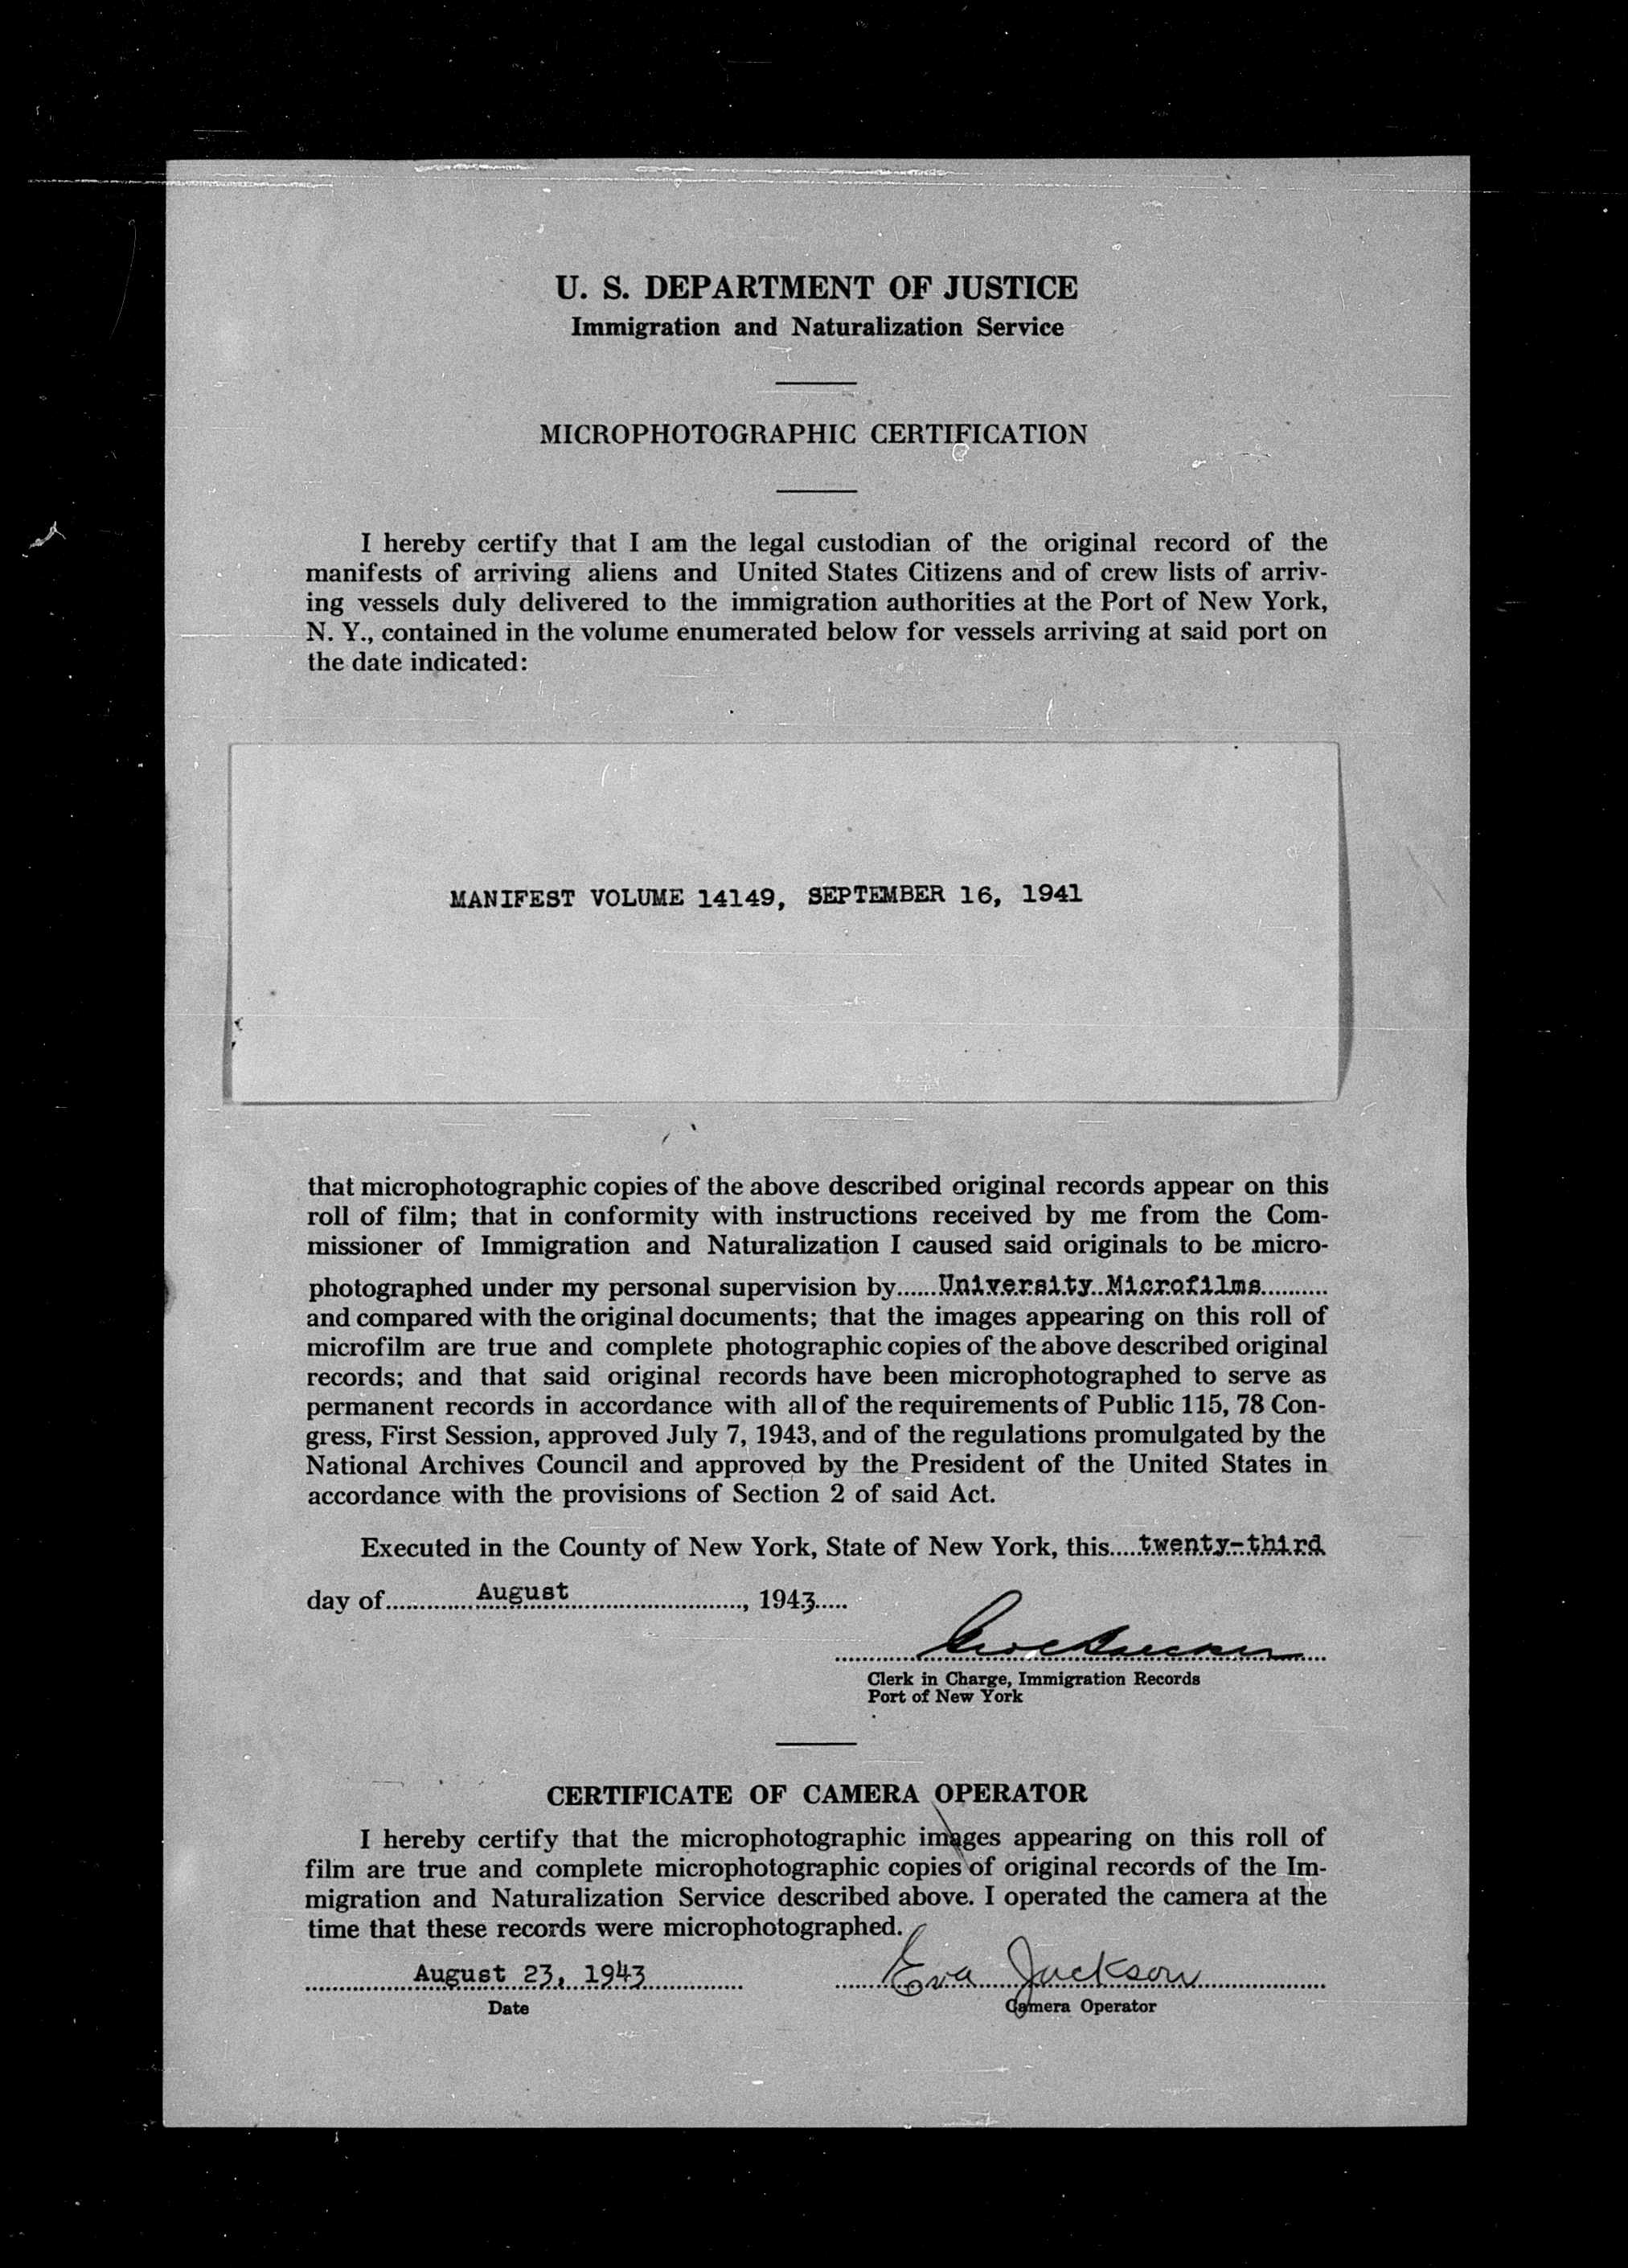 U. S. DEPARTMENT OF JUSTICE
Immigration and Naturalization Service
MICROPHOTOGRAPHIC CERTIFICATION
I hereby certify that I am the legal custodian of the original record of the
manifests of arriving aliens and United States Citizens and of crew lists of arriv-
ing vessels duly delivered to the immigration authorities at the Port of New York,
N. Y., contained in the volume enumerated below for vessels arriving at said port on
the date indicated:
MANIFEST VOLUME 14149, SEPTEMBER 16, 1941
that microphotographic copies of the above described original records appear on this
roll of film; that in conformity with instructions received by me from the Com-
missioner of Immigration and Naturalization I caused said originals to be micro-
photographed under my personal supervision by......University Microfilms..........
and compared with the original documents; that the images appearing on this roll of
microfilm are true and complete photographic copies of the above described original
records; and that said original records have been microphotographed to serve as
permanent records in accordance with all of the requirements of Public 115, 78 Con-
gress, First Session, approved July 7, 1943, and of the regulations promulgated by the
National Archives Council and approved by the President of the United States in
accordance with the provisions of Section 2 of said Act.
Executed in the County of New York, State of New York, this....twenty-third
day of.............August........................., 1943.....
Clerk in Charge, Immigration Records
Port of New York
CERTIFICATE OF CAMERA OPERATOR
I hereby certify that the microphotographic images appearing on this roll of
film are true and complete microphotographic copies of original records of the Im-
migration and Naturalization Service described above. I operated the camera at the
time that these records were microphotographed.
August 23, 1943 Eva Jackson
Date Camera Operator